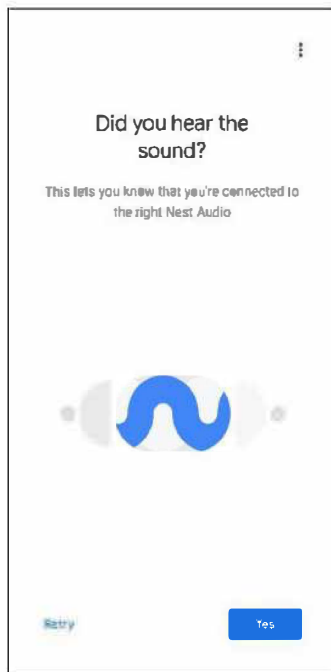 Did you hear the
sound?
This lets you know that you're connected to
the right Nest Audio
Retry
Yes